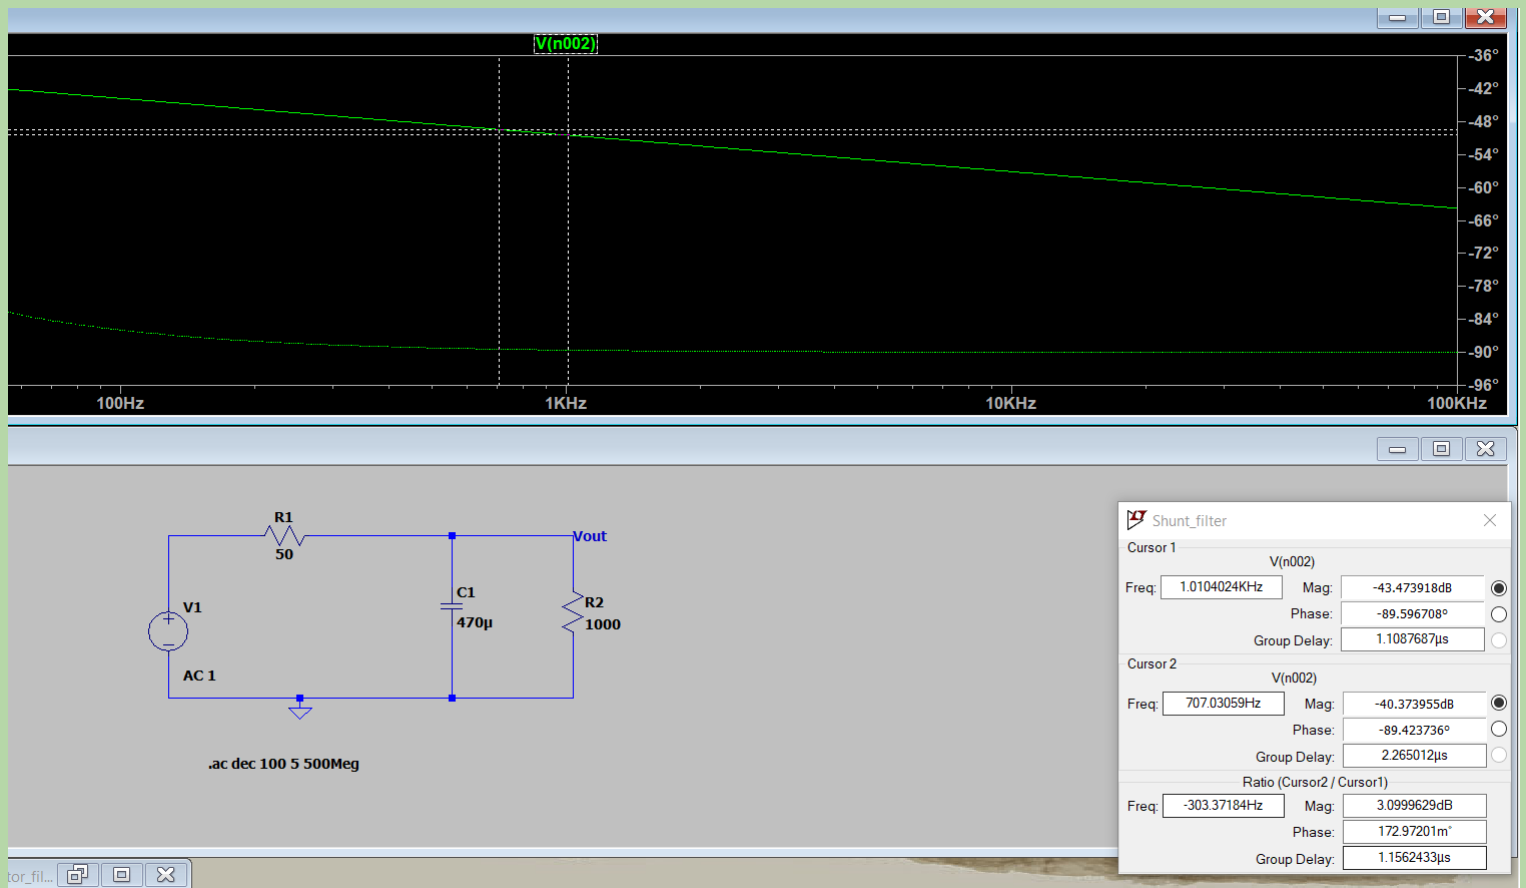 V(n002)
-36°
-42°
-48°
-54°
-60°
-66°
-72°
-78°
-84°
-90°
-96°
100Hz 1KHz 10KHz 100KHz
R1
50
Vout
V1
AC 1
C1
470µ
R2
1000
.ac dec 100 5 500Meg
Shunt_filter
Cursor 1
V(n002)
Freq: 1.0104024KHz Mag: -43.473918dB
Phase: -89.596708°
Group Delay: 1.1087687µs
Cursor 2
V(n002)
Freq: 707.03059Hz Mag: -40.373955dB
Phase: -89.423736°
Group Delay: 2.265012µs
Ratio (Cursor2 / Cursor1)
Freq: -303.37184Hz Mag: 3.0999629dB
Phase: 172.97201m°
Group Delay: 1.1562433µs
tor_fil...